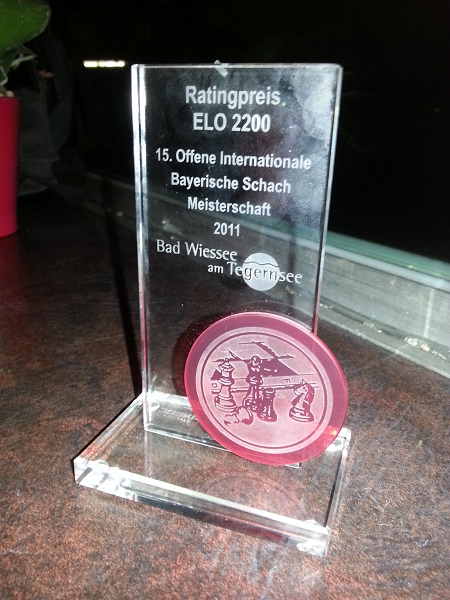 Ratingpreis.
ELO 2200
15. Offene Internationale
Bayerische Schach
Meisterschaft
2011
Bad Wiessee
am Tegernsee